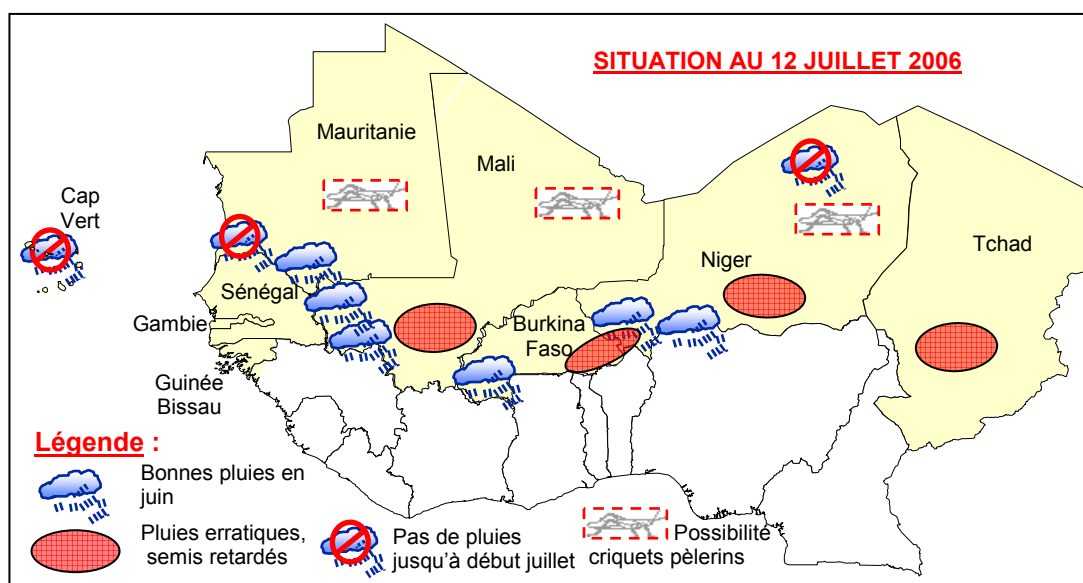 SITUATION AU 12 JUILLET 2006
Mauritanie
Mali
Cap
Vert
Tchad
Niger
Sénégal
Gambie
Burkina
Faso
Guinée
Bissau
Légende :
Bonnes pluies en
juin
Pluies erratiques,
semis retardés
Pas de pluies
jusqu'à début juillet
Possibilité
criquets pèlerins